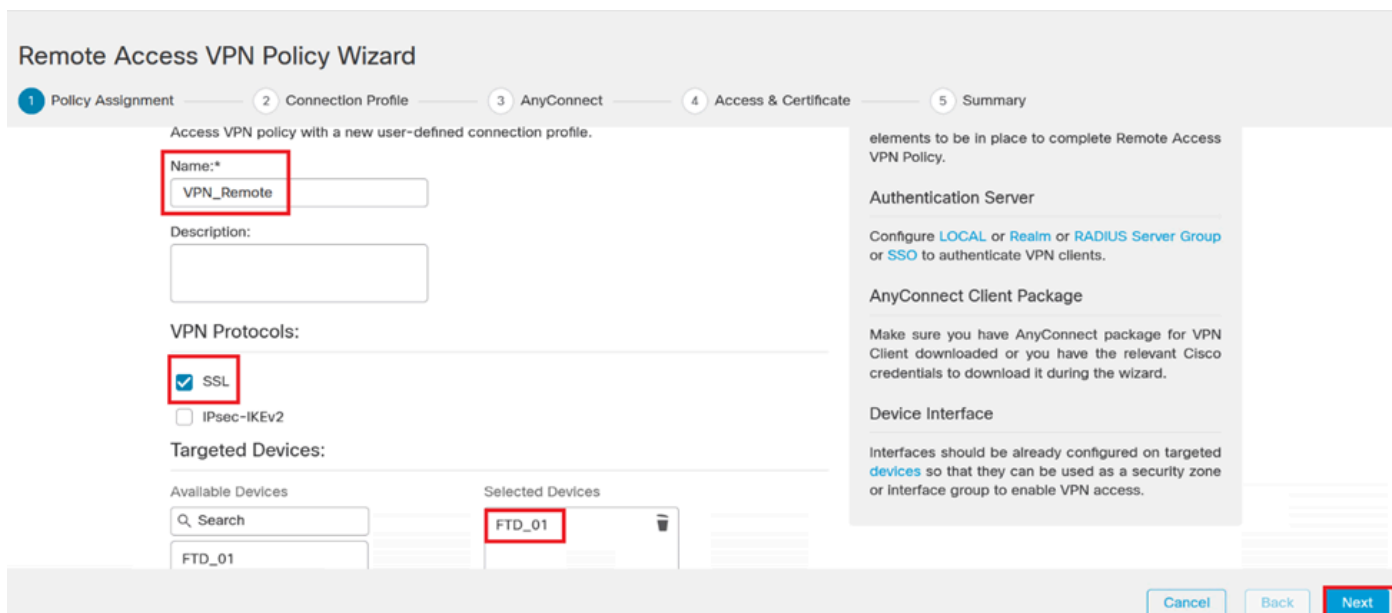 Remote Access VPN Policy Wizard
1 Policy Assignment 2 Connection Profile 3 AnyConnect 4 Access & Certificate 5 Summary
Access VPN policy with a new user-defined connection profile.
Name:*
VPN_Remote
Description:
VPN Protocols:
SSL
IPsec-IKEv2
Targeted Devices:
Available Devices
Search
FTD_01
Selected Devices
FTD_01
elements to be in place to complete Remote Access
VPN Policy.
Authentication Server
Configure LOCAL or Realm or RADIUS Server Group
or SSO to authenticate VPN clients.
AnyConnect Client Package
Make sure you have AnyConnect package for VPN
Client downloaded or you have the relevant Cisco
credentials to download it during the wizard.
Device Interface
Interfaces should be already configured on targeted
devices so that they can be used as a security zone
or interface group to enable VPN access.
Cancel Back Next